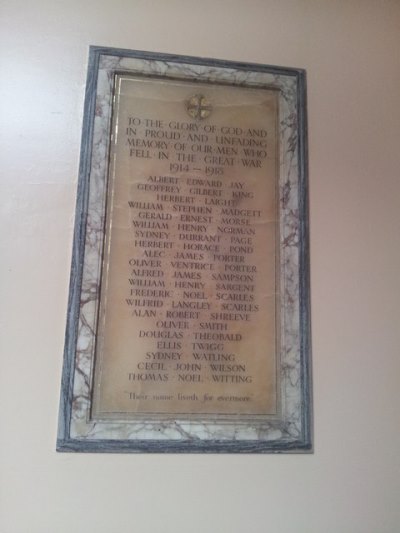 TO·THE·GLORY·OF·GOD·AND
IN·PROUD·AND·UNFADING
MEMORY·OF·OUR·MEN·WHO
FELL·IN·THE·GREAT·WAR
1914 — 1918
ALBERT·EDWARD·JAY
GEOFFREY·GILBERT·KING
HERBERT·LAIGHT
WILLIAM·STEPHEN·MADGETT
GERALD·ERNEST·MORSE
WILLIAM·HENRY·NORMAN
SYDNEY·DURRANT·PAGE
HERBERT·HORACE·POND
ALEC·JAMES·PORTER
OLIVER·VENTRICE·PORTER
ALFRED·JAMES·SAMPSON
WILLIAM·HENRY·SARGENT
FREDERIC·NOEL·SCARLES
WILFRID·LANGLEY·SCARLES
ALAN·ROBERT·SHREEVE
OLIVER·SMITH
DOUGLAS·THEOBALD
ELLIS·TWIGG
SYDNEY·WATLING
CECIL·JOHN·WILSON
THOMAS·NOEL·WITTING
"Their name liveth for evermore"